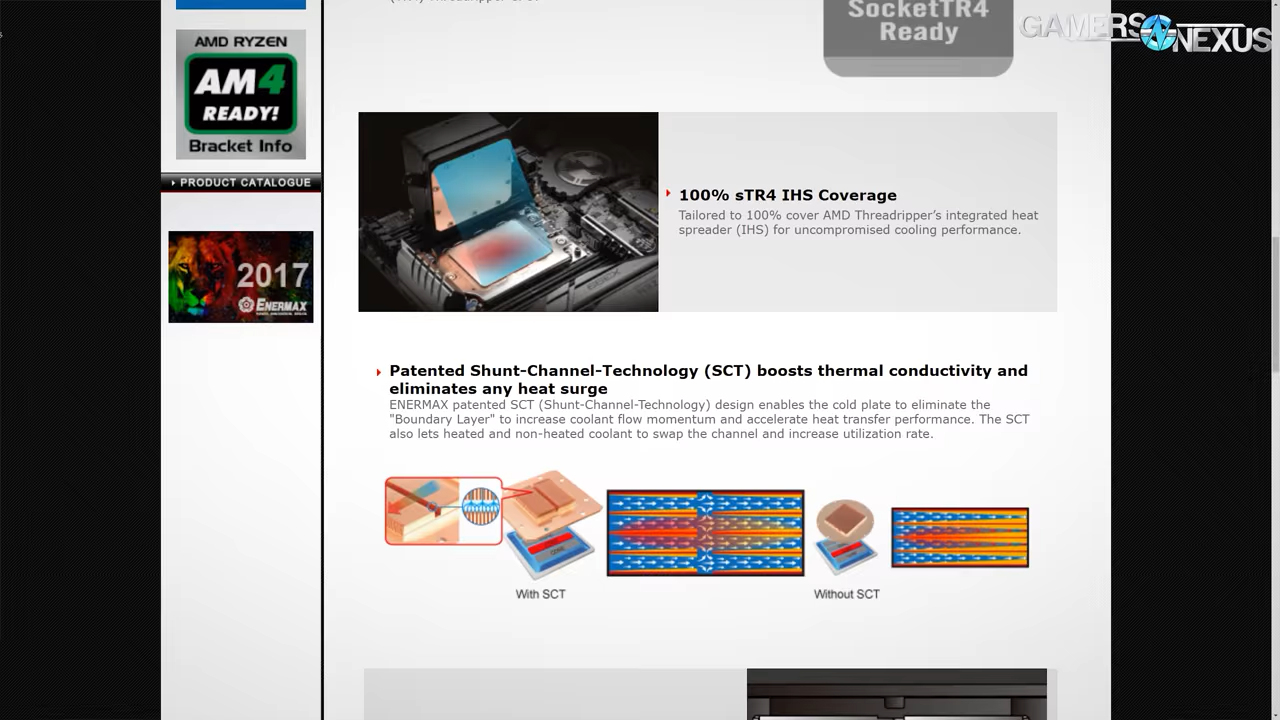 SocketTR4
Ready
GAMERS
NEXUS
AMD RYZEN
AM4
READY!
Bracket Info
PRODUCT CATALOGUE
2017
ENERMAX
100% sTR4 IHS Coverage
Tailored to 100% cover AMD Threadripper’s integrated heat
spreader (IHS) for uncompromised cooling performance.
Patented Shunt-Channel-Technology (SCT) boosts thermal conductivity and
eliminates any heat surge
ENERMAX patented SCT (Shunt-Channel-Technology) design enables the cold plate to eliminate the
"Boundary Layer" to increase coolant flow momentum and accelerate heat transfer performance. The SCT
also lets heated and non-heated coolant to swap the channel and increase utilization rate.
With SCT
Without SCT